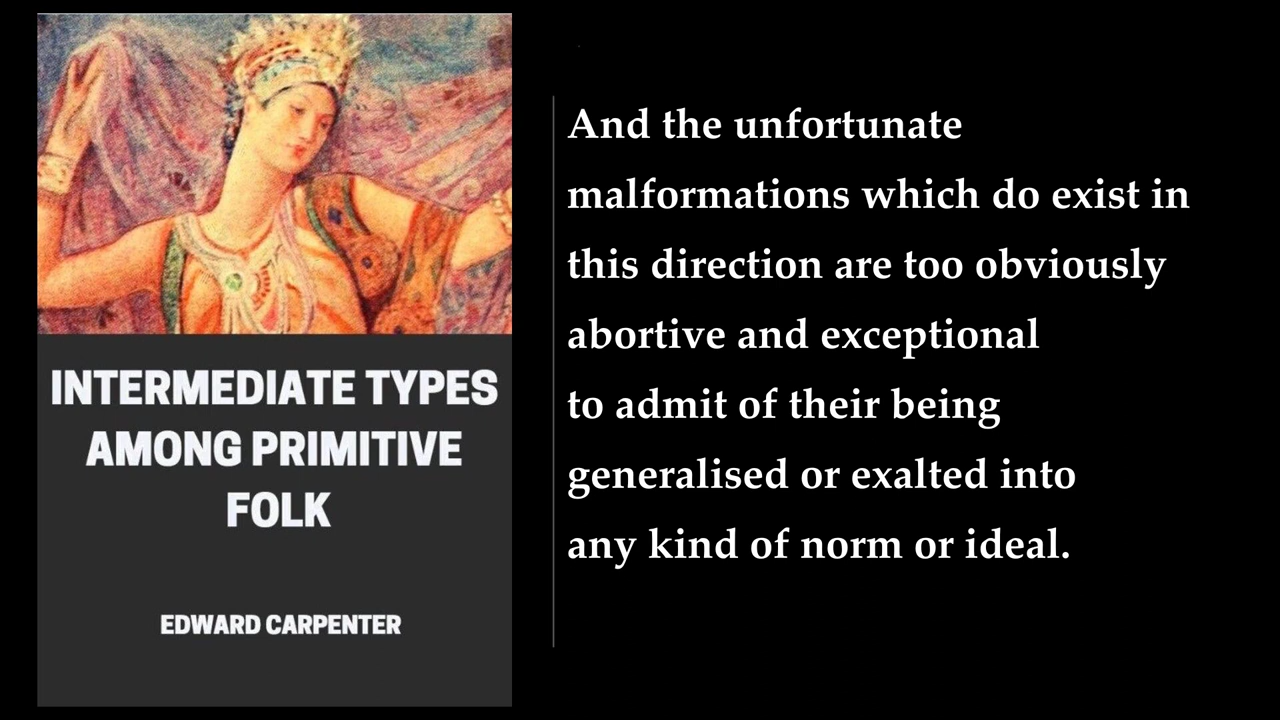 INTERMEDIATE TYPES
AMONG PRIMITIVE
FOLK
EDWARD CARPENTER
And the unfortunate
malformations which do exist in
this direction are too obviously
abortive and exceptional
to admit of their being
generalised or exalted into
any kind of norm or ideal.